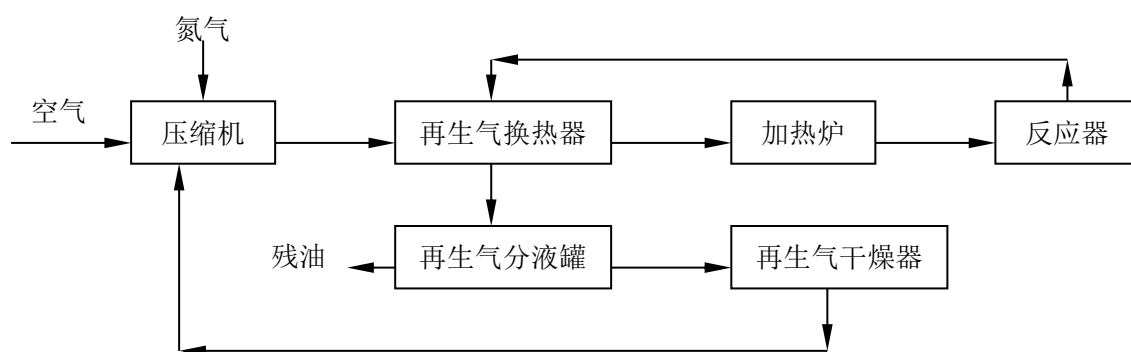 氮气
空气
压缩机
再生气换热器
加热炉
反应器
残油
再生气分液罐
再生气干燥器